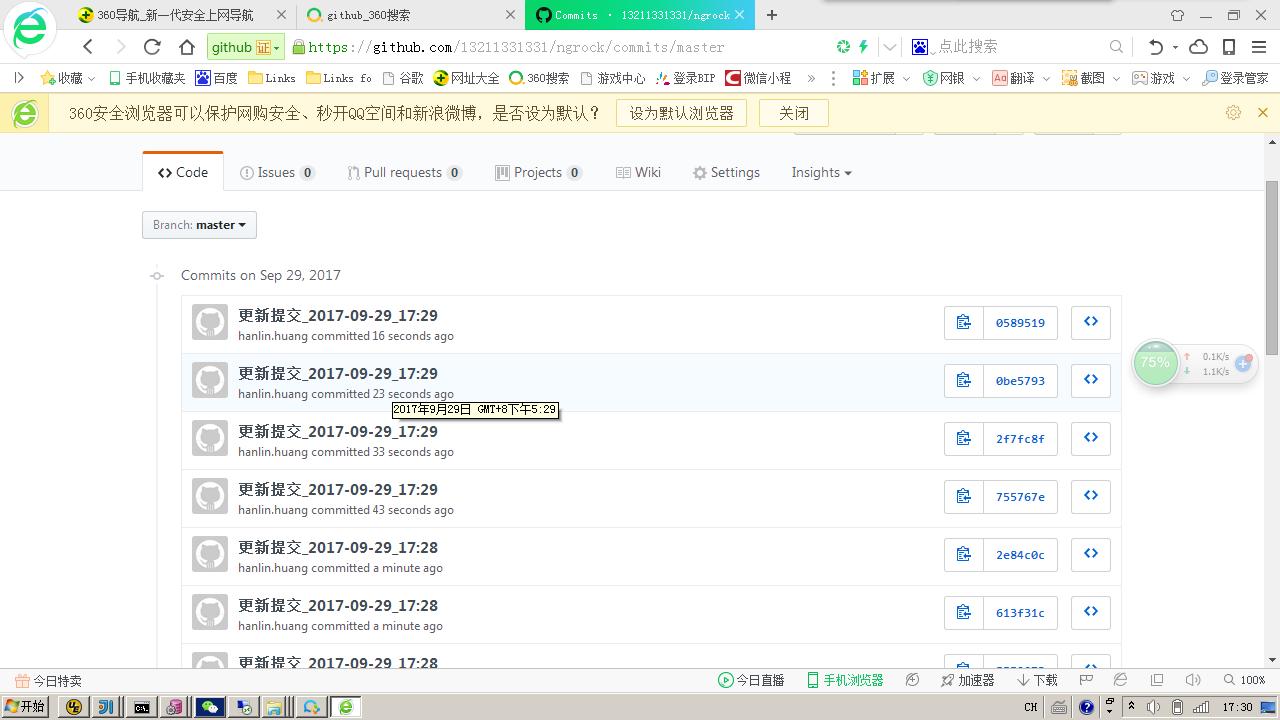 360导航_新一代安全上网导航
github_360搜索
Commits · 13211331331/ngrock
github 证
https://github.com/13211331331/ngrock/commits/master
点此搜索
收藏 手机收藏夹 百度 Links Links fo 谷歌 网址大全 360搜索 游戏中心 登录BIP 微信小程 » 扩展 网银 Aa 翻译 截图 游戏 登录管家
360安全浏览器可以保护网购安全、秒开QQ空间和新浪微博，是否设为默认？ 设为默认浏览器 关闭
Code Issues 0 Pull requests 0 Projects 0 Wiki Settings Insights
Branch: master
Commits on Sep 29, 2017
更新提交_2017-09-29_17:29
hanlin.huang committed 16 seconds ago
0589519
更新提交_2017-09-29_17:29
hanlin.huang committed 23 seconds ago
0be5793
2017年9月29日 GMT+8下午5:29
更新提交_2017-09-29_17:29
hanlin.huang committed 33 seconds ago
2f7fc8f
更新提交_2017-09-29_17:29
hanlin.huang committed 43 seconds ago
755767e
更新提交_2017-09-29_17:28
hanlin.huang committed a minute ago
2e84c0c
更新提交_2017-09-29_17:28
hanlin.huang committed a minute ago
613f31c
更新提交_2017-09-29_17:28
75%
0.1K/s
1.1K/s
今日特卖 今日直播 手机浏览器 加速器 下载 100%
开始 CH 17:30